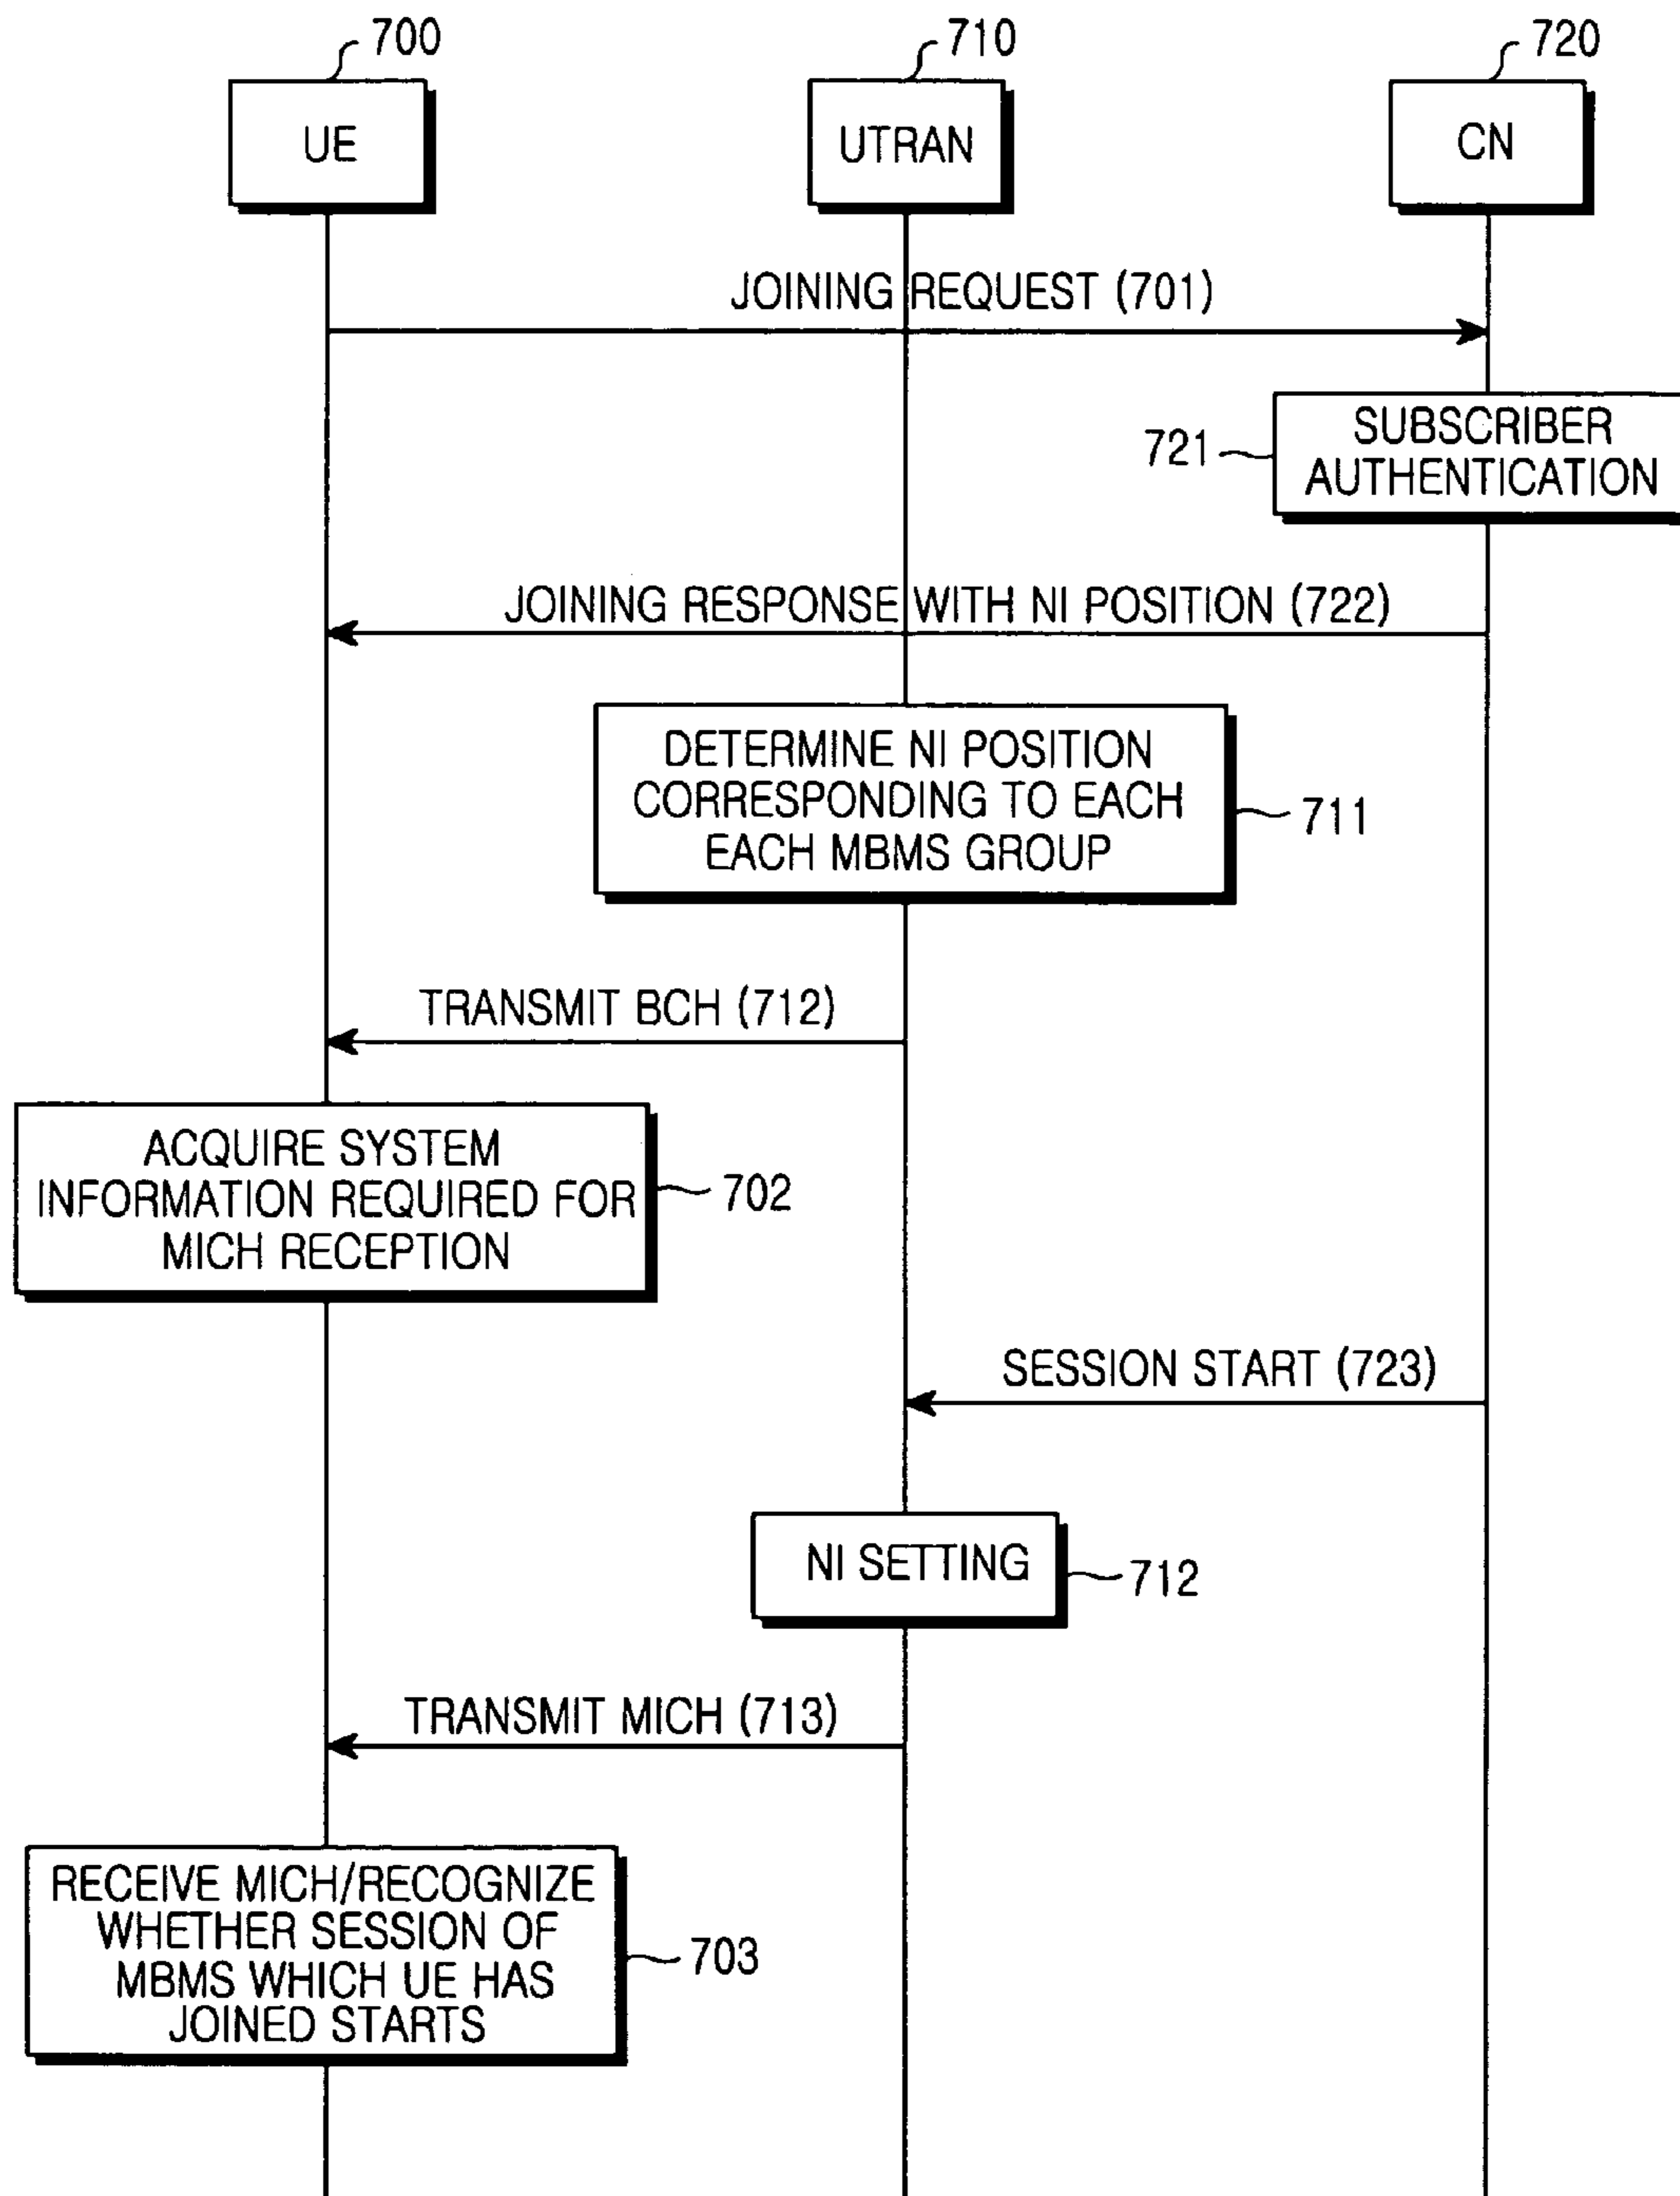 700
710
720
UE
UTRAN
CN
JOINING REQUEST (701)
SUBSCRIBER
AUTHENTICATION
721
JOINING RESPONSE WITH NI POSITION (722)
DETERMINE NI POSITION
CORRESPONDING TO EACH
EACH MBMS GROUP
711
TRANSMIT BCH (712)
ACQUIRE SYSTEM
INFORMATION REQUIRED FOR
MICH RECEPTION
702
SESSION START (723)
NI SETTING
712
TRANSMIT MICH (713)
RECEIVE MICH/RECOGNIZE
WHETHER SESSION OF
MBMS WHICH UE HAS
JOINED STARTS
703